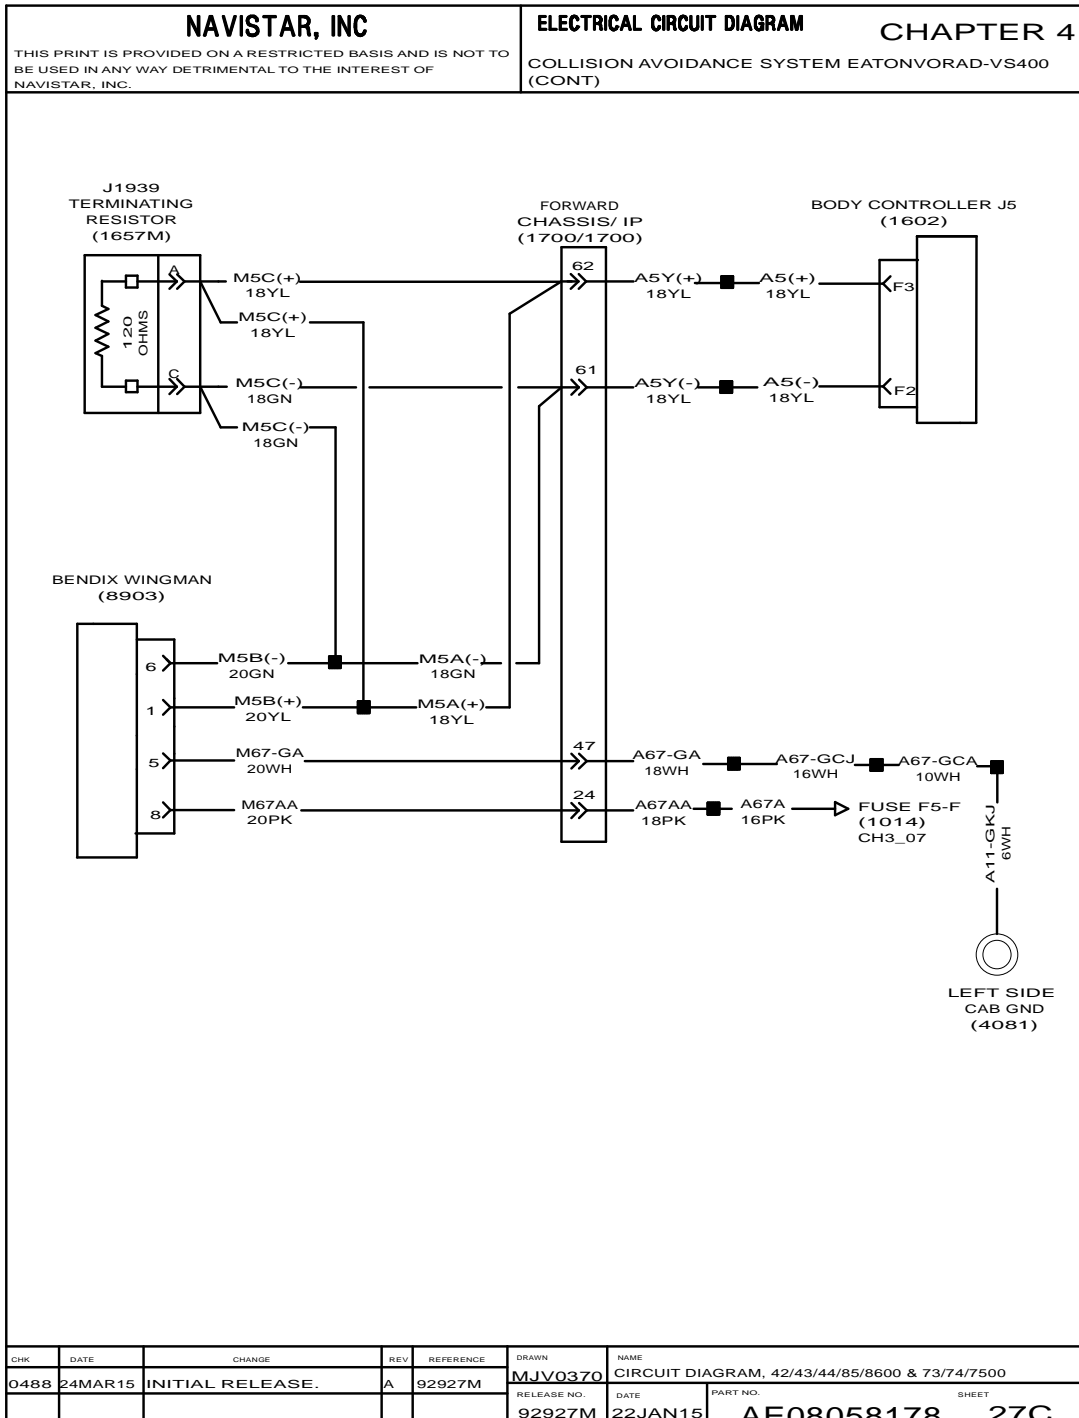 NAVISTAR, INC
THIS PRINT IS PROVIDED ON A RESTRICTED BASIS AND IS NOT TO
BE USED IN ANY WAY DETRIMENTAL TO THE INTEREST OF
NAVISTAR, INC.
ELECTRICAL CIRCUIT DIAGRAM
CHAPTER 4
COLLISION AVOIDANCE SYSTEM EATONVORAD-VS400
(CONT)
J1939
TERMINATING
RESISTOR
(1657M)
120
OHMS
A
C
M5C(+)
18YL
M5C(+)
18YL
M5C(-)
18GN
M5C(-)
18GN
FORWARD
CHASSIS/ IP
(1700/1700)
62
61
A5Y(+)
18YL
A5(+)
18YL
A5Y(-)
18YL
A5(-)
18YL
BODY CONTROLLER J5
(1602)
F3
F2
BENDIX WINGMAN
(8903)
6
M5B(-)
20GN
M5A(-)
18GN
1
M5B(+)
20YL
M5A(+)
18YL
5
M67-GA
20WH
47
A67-GA
18WH
A67-GCJ
16WH
A67-GCA
10WH
8
M67AA
20PK
24
A67AA
18PK
A67A
16PK
FUSE F5-F
(1014)
CH3_07
A11-GKJ
6WH
LEFT SIDE
CAB GND
(4081)
CHK DATE CHANGE REV REFERENCE
0488 24MAR15 INITIAL RELEASE. A 92927M
DRAWN
MJV0370
NAME
CIRCUIT DIAGRAM, 42/43/44/85/8600 & 73/74/7500
RELEASE NO.
92927M
DATE
22JAN15
PART NO.
AE08058178
SHEET
27C